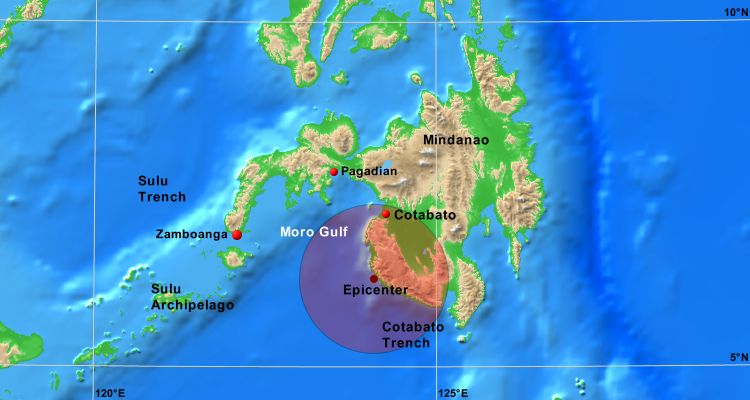 10°N
Mindanao
Pagadian
Sulu
Trench
Cotabato
Moro Gulf
Zamboanga
Sulu
Archipelago
Epicenter
Cotabato
Trench
5°N
120°E
125°E